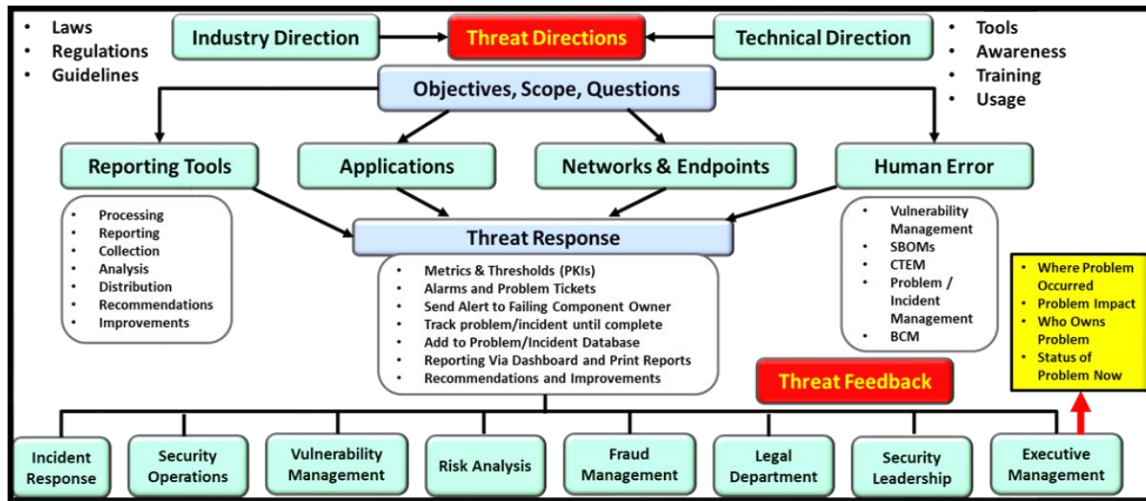 • Laws
• Regulations
• Guidelines
Industry Direction
Threat Directions
Technical Direction
• Tools
• Awareness
• Training
• Usage
Objectives, Scope, Questions
Reporting Tools
Applications
Networks & Endpoints
Human Error
• Processing
• Reporting
• Collection
• Analysis
• Distribution
• Recommendations
• Improvements
Threat Response
• Metrics & Thresholds (PKIs)
• Alarms and Problem Tickets
• Send Alert to Failing Component Owner
• Track problem/incident until complete
• Add to Problem/Incident Database
• Reporting Via Dashboard and Print Reports
• Recommendations and Improvements
• Vulnerability
Management
• SBOMs
• CTEM
• Problem /
Incident
Management
• BCM
• Where Problem
Occurred
• Problem Impact
• Who Owns
Problem
• Status of
Problem Now
Threat Feedback
Incident
Response
Security
Operations
Vulnerability
Management
Risk Analysis
Fraud
Management
Legal
Department
Security
Leadership
Executive
Management